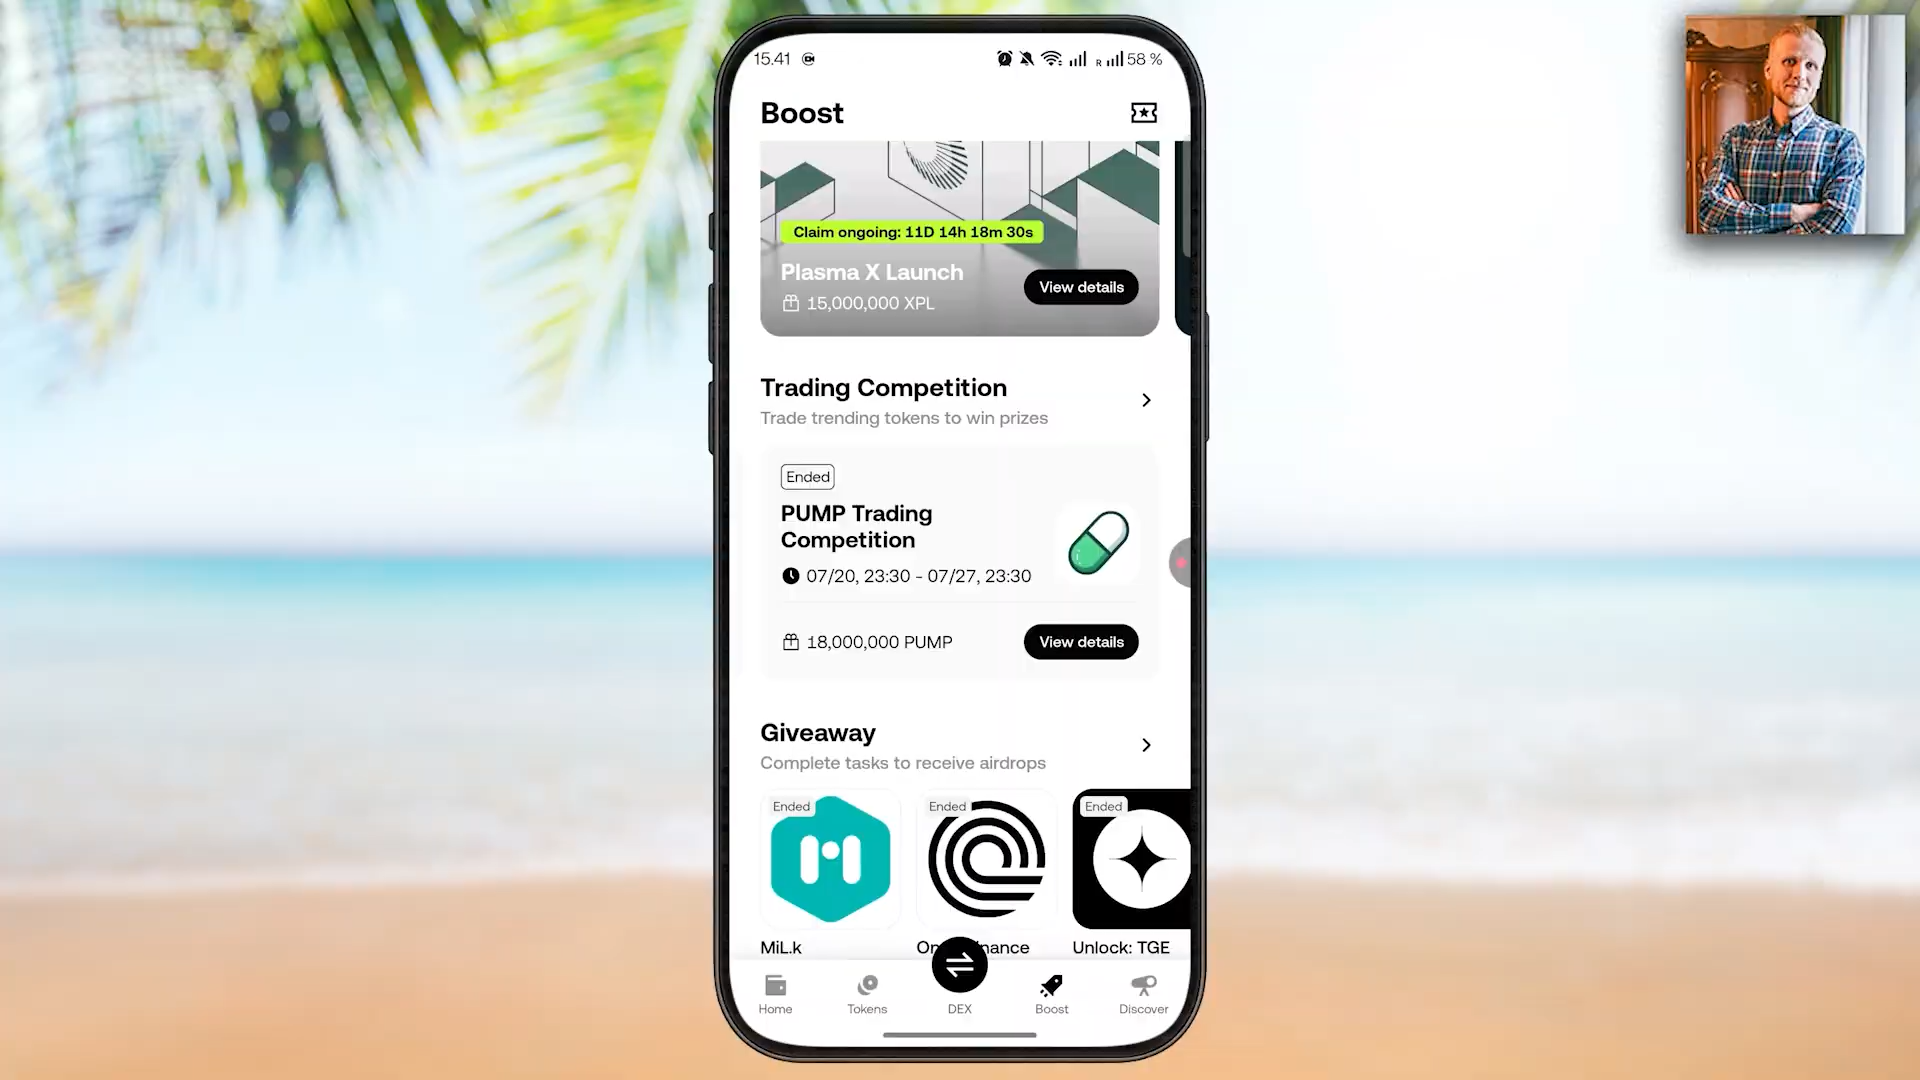 15.41
R 58 %
Boost
Claim ongoing: 11D 14h 18m 30s
Plasma X Launch
15,000,000 XPL
View details
Trading Competition
Trade trending tokens to win prizes
Ended
PUMP Trading
Competition
07/20, 23:30 - 07/27, 23:30
18,000,000 PUMP
View details
Giveaway
Complete tasks to receive airdrops
Ended
Ended
Ended
MiL.k
Unlock: TGE
Home
Tokens
DEX
Boost
Discover